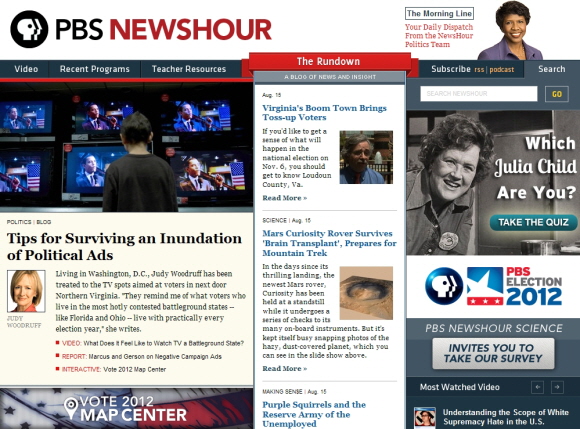 PBS NEWSHOUR
The Morning Line
Your Daily Dispatch
From the NewsHour
Politics Team
Video
Recent Programs
Teacher Resources
The Rundown
A BLOG OF NEWS AND INSIGHT
Subscribe rss | podcast
Search
SEARCH NEWSHOUR
GO
POLITICS | BLOG
Tips for Surviving an Inundation
of Political Ads
JUDY
WOODRUFF
Living in Washington, D.C., Judy Woodruff has been
treated to the TV spots aimed at voters in next door
Northern Virginia. "They remind me of what voters who
live in the most hotly contested battleground states --
like Florida and Ohio -- live with practically every
election year," she writes.
VIDEO: What Does it Feel Like to Watch TV a Battleground State?
REPORT: Marcus and Gerson on Negative Campaign Ads
INTERACTIVE: Vote 2012 Map Center
VOTE 2012
MAP CENTER
Aug. 15
Virginia's Boom Town Brings
Toss-up Voters
If you'd like to get a
sense of what will
happen in the
national election on
Nov. 6, you should
get to know Loudoun
County, Va.
Read More »
SCIENCE | Aug. 15
Mars Curiosity Rover Survives
'Brain Transplant', Prepares for
Mountain Trek
In the days since its
thrilling landing, the
newest Mars rover,
Curiosity has been
held at a standstill
while it undergoes a
series of checks to its
many on-board instruments. But it's
kept itself busy snapping photos of the
hazy, dust-covered planet, which you
can see in the slide show above.
Read More »
MAKING SEN$E | Aug. 15
Purple Squirrels and the
Reserve Army of the
Unemployed
Which
Julia Child
Are You?
TAKE THE QUIZ
PBS
ELECTION
2012
PBS NEWSHOUR SCIENCE
INVITES YOU TO
TAKE OUR SURVEY
Most Watched Video
Understanding the Scope of White
Supremacy Hate in the U.S.